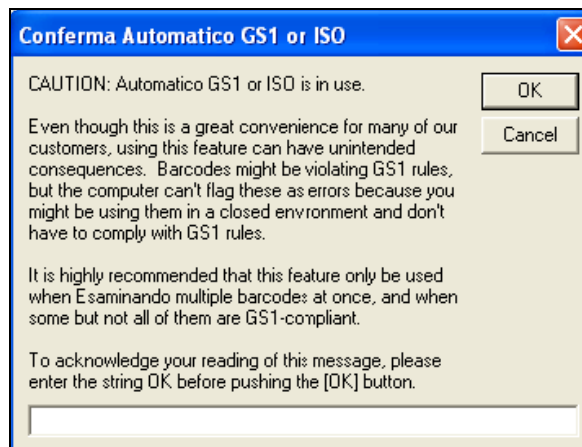 Conferma Automatico GS1 or ISO
CAUTION: Automatico GS1 or ISO is in use.
OK
Even though this is a great convenience for many of our
customers, using this feature can have unintended
Cancel
consequences. Barcodes might be violating GS1 rules,
but the computer can't flag these as errors because you
might be using them in a closed envronment and don't
have to comply with GS1 rules.
It is highly recommended that this feature only be used
when Esaminando multiple barcodes at once, and when
some but not all of them are GS1-compliant.
To acknowledge your reading of this message, please
enter the string OK before pushing the [OK] button.